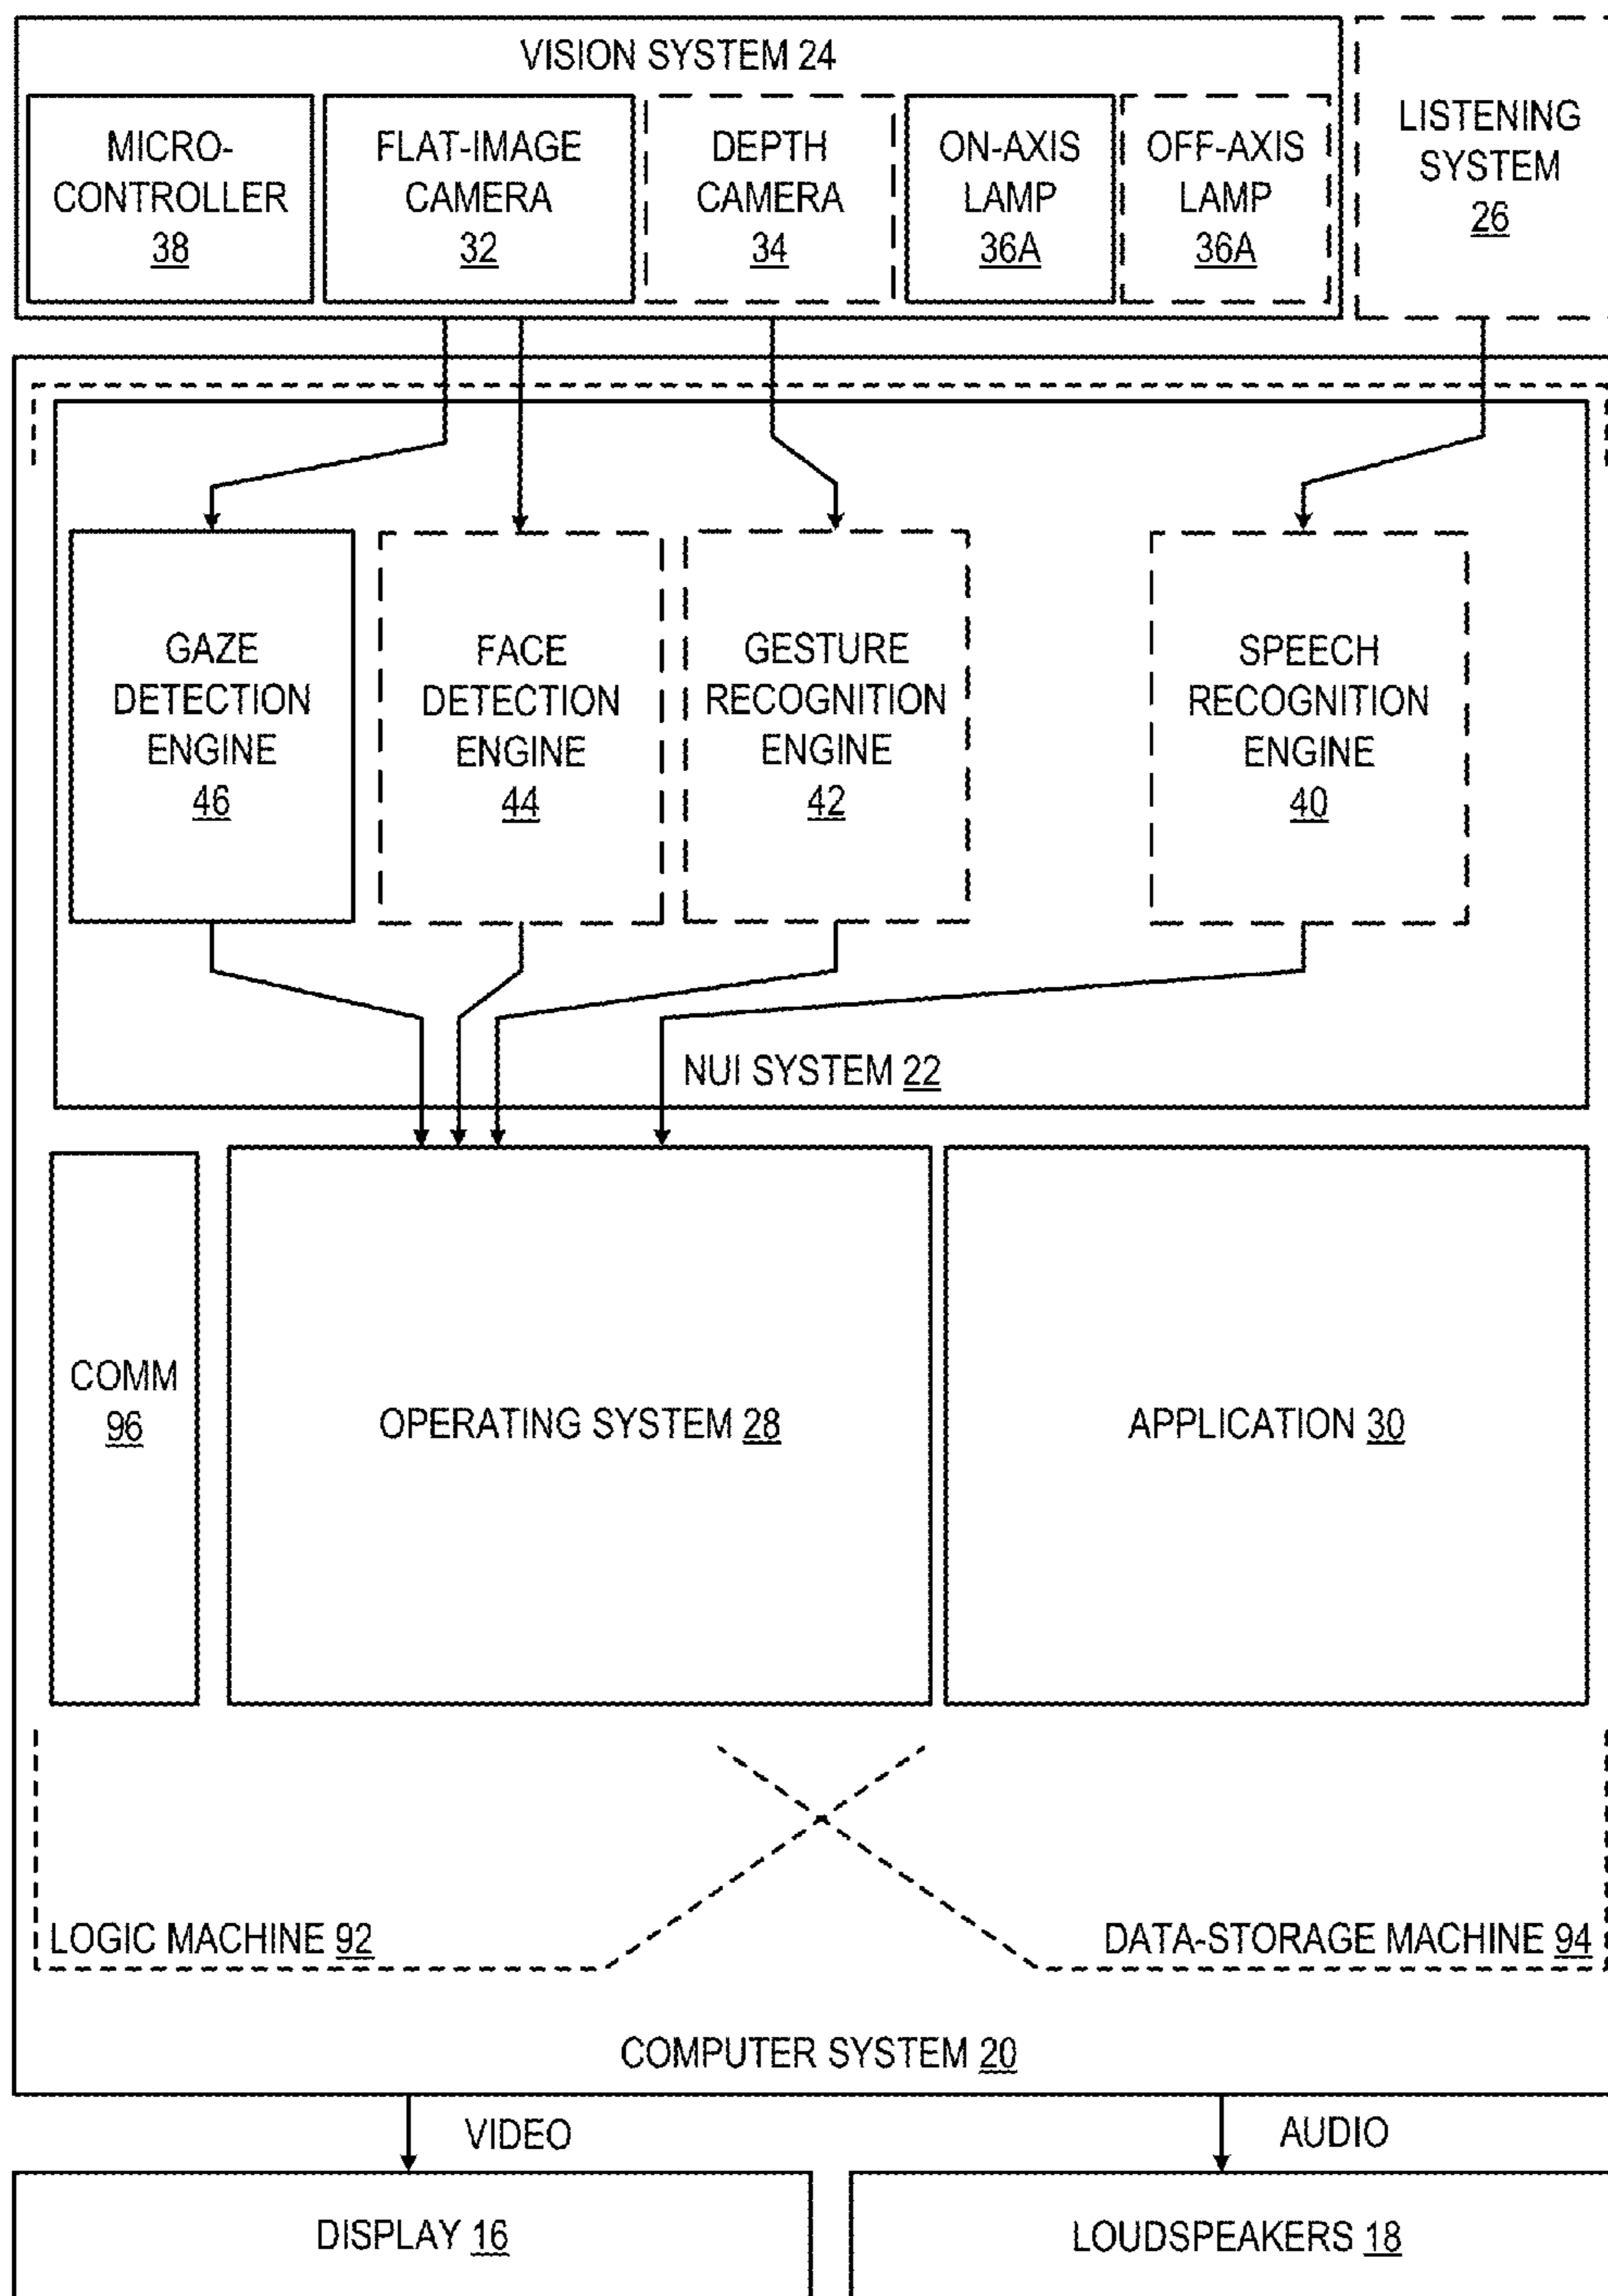 VISION SYSTEM 24
MICRO-
CONTROLLER
38
FLAT-IMAGE
CAMERA
32
DEPTH
CAMERA
34
ON-AXIS
LAMP
36A
OFF-AXIS
LAMP
36A
LISTENING
SYSTEM
26
GAZE
DETECTION
ENGINE
46
FACE
DETECTION
ENGINE
44
GESTURE
RECOGNITION
ENGINE
42
SPEECH
RECOGNITION
ENGINE
40
NUI SYSTEM 22
COMM
96
OPERATING SYSTEM 28
APPLICATION 30
LOGIC MACHINE 92
DATA-STORAGE MACHINE 94
COMPUTER SYSTEM 20
VIDEO
AUDIO
DISPLAY 16
LOUDSPEAKERS 18